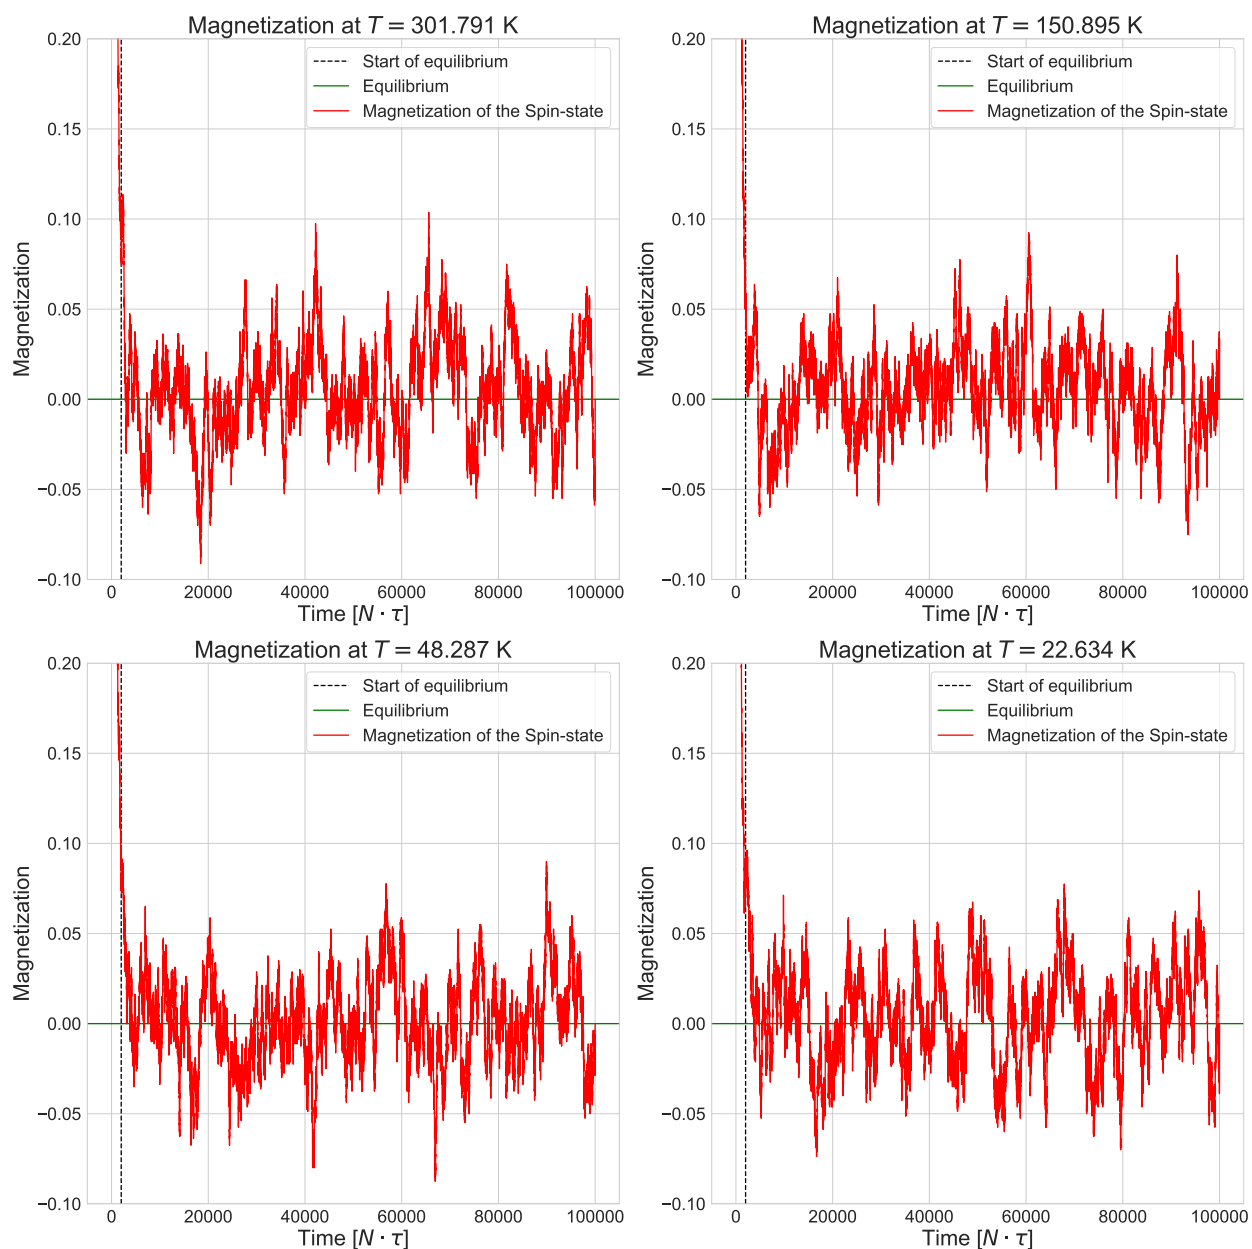 Magnetization at T = 301.791 K
Magnetization
0.20
0.15
0.10
0.05
0.00
−0.05
−0.10
Start of equilibrium
Equilibrium
Magnetization of the Spin-state
0 20000 40000 60000 80000 100000
Time [N · τ]
Magnetization at T = 150.895 K
Magnetization
0.20
0.15
0.10
0.05
0.00
−0.05
−0.10
Start of equilibrium
Equilibrium
Magnetization of the Spin-state
0 20000 40000 60000 80000 100000
Time [N · τ]
Magnetization at T = 48.287 K
Magnetization
0.20
0.15
0.10
0.05
0.00
−0.05
−0.10
Start of equilibrium
Equilibrium
Magnetization of the Spin-state
0 20000 40000 60000 80000 100000
Time [N · τ]
Magnetization at T = 22.634 K
Magnetization
0.20
0.15
0.10
0.05
0.00
−0.05
−0.10
Start of equilibrium
Equilibrium
Magnetization of the Spin-state
0 20000 40000 60000 80000 100000
Time [N · τ]